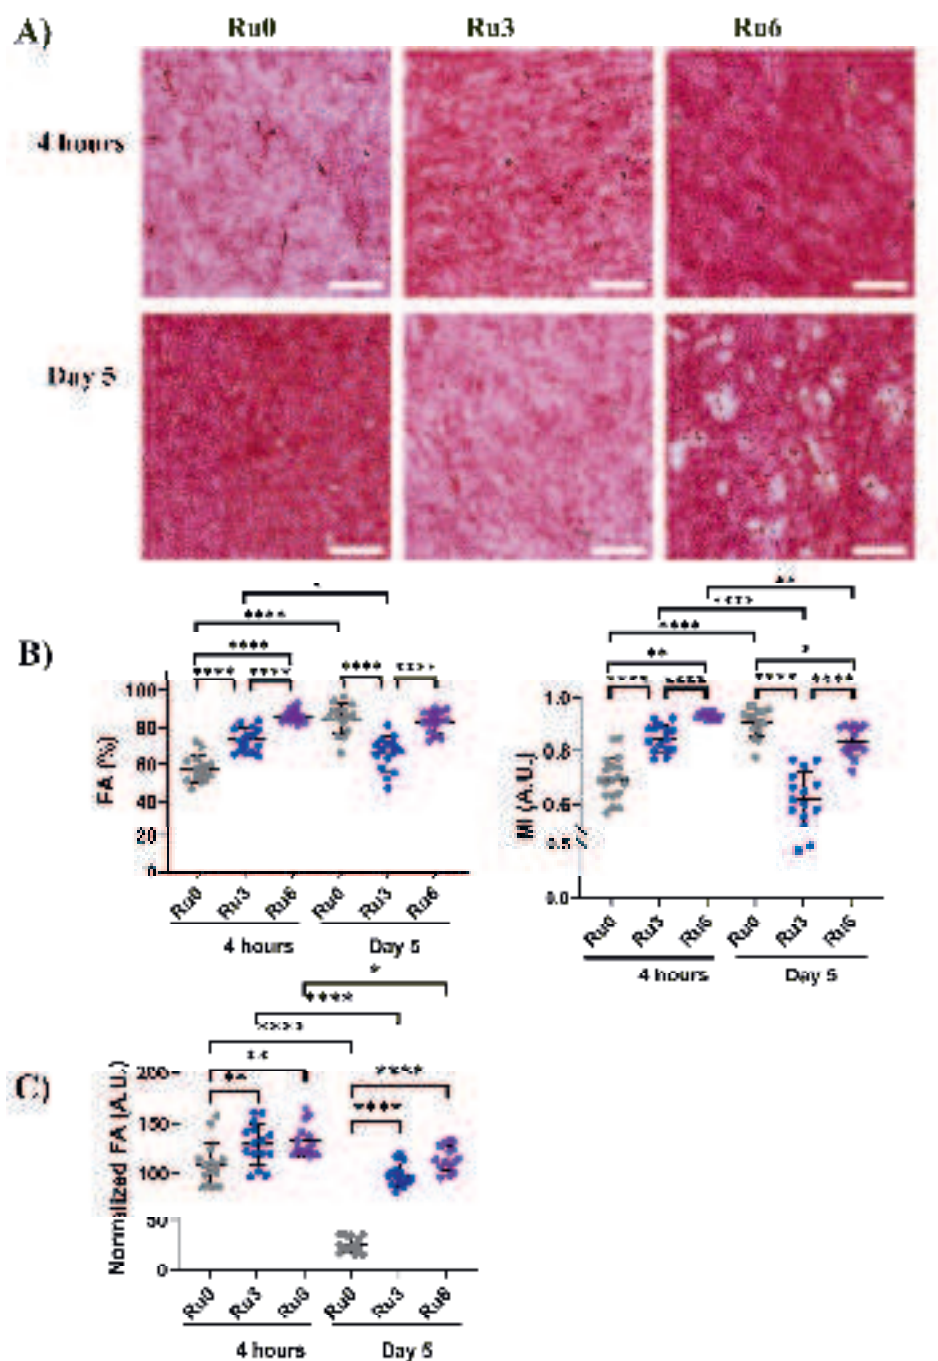 A)
Ru0 Ru3 Ru6
4 hours
Day 5
B)
FA (%)
100
80
60
40
20
0
Ru0 Ru3 Ru6 Ru0 Ru3 Ru6
4 hours Day 5
****
****
**** **** ****
MI (A.U.)
1.0
0.8
0.6
0.5
0.0
Ru0 Ru3 Ru6 Ru0 Ru3 Ru6
4 hours Day 5
**
****
** *
****
C)
Normalized FA (A.U.)
200
150
100
50
0
Ru0 Ru3 Ru6 Ru0 Ru3 Ru6
4 hours Day 5
*
****
****
** ****
** ****